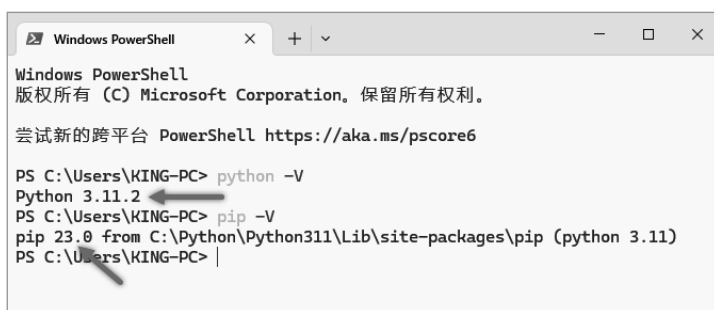 Windows PowerShell
Windows PowerShell
版权所有 (C) Microsoft Corporation。保留所有权利。
尝试新的跨平台 PowerShell https://aka.ms/pscore6
PS C:\Users\KING-PC> python -V
Python 3.11.2
PS C:\Users\KING-PC> pip -V
pip 23.0 from C:\Python\Python311\Lib\site-packages\pip (python 3.11)
PS C:\Users\KING-PC>